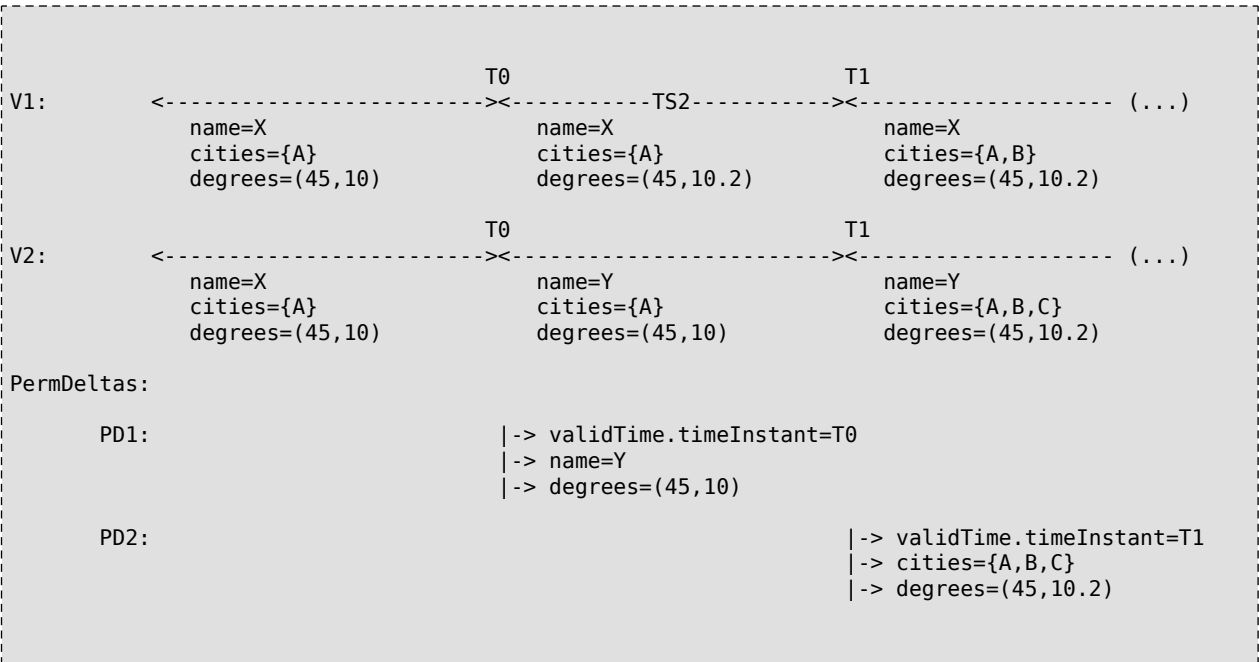 T0                                     T1
V1:            <-------------------------><-----------TS2-----------><-------------------- (...)
                    name=X                          name=X                          name=X
                    cities={A}                      cities={A}                      cities={A,B}
                    degrees=(45,10)                 degrees=(45,10.2)               degrees=(45,10.2)
                                                     T0                                     T1
V2:            <-------------------------><-------------------------><-------------------- (...)
                    name=X                          name=Y                          name=Y
                    cities={A}                      cities={A}                      cities={A,B,C}
                    degrees=(45,10)                 degrees=(45,10)                 degrees=(45,10.2)
PermDeltas:
PD1:                                   |-> validTime.timeInstant=T0
                                       |-> name=Y
                                       |-> degrees=(45,10)
PD2:                                                                  |-> validTime.timeInstant=T1
                                                                      |-> cities={A,B,C}
                                                                      |-> degrees=(45,10.2)